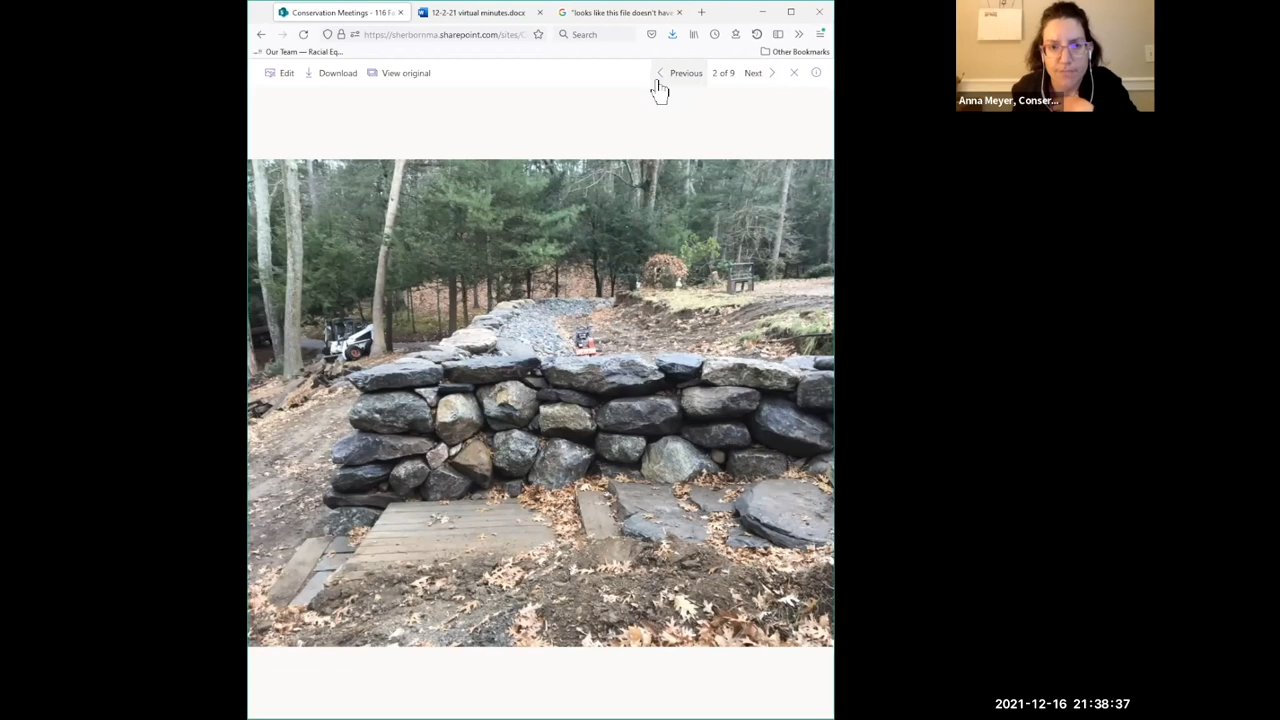 Conservation Meetings - 116 Fa
12-2-21 virtual minutes.docx
"looks like this file doesn't have
https://sherbornma.sharepoint.com/sites/C
Search
Our Team — Racial Eq...
Other Bookmarks
Edit
Download
View original
Previous
2 of 9
Next
Anna Meyer, Conser...
2021-12-16 21:38:37